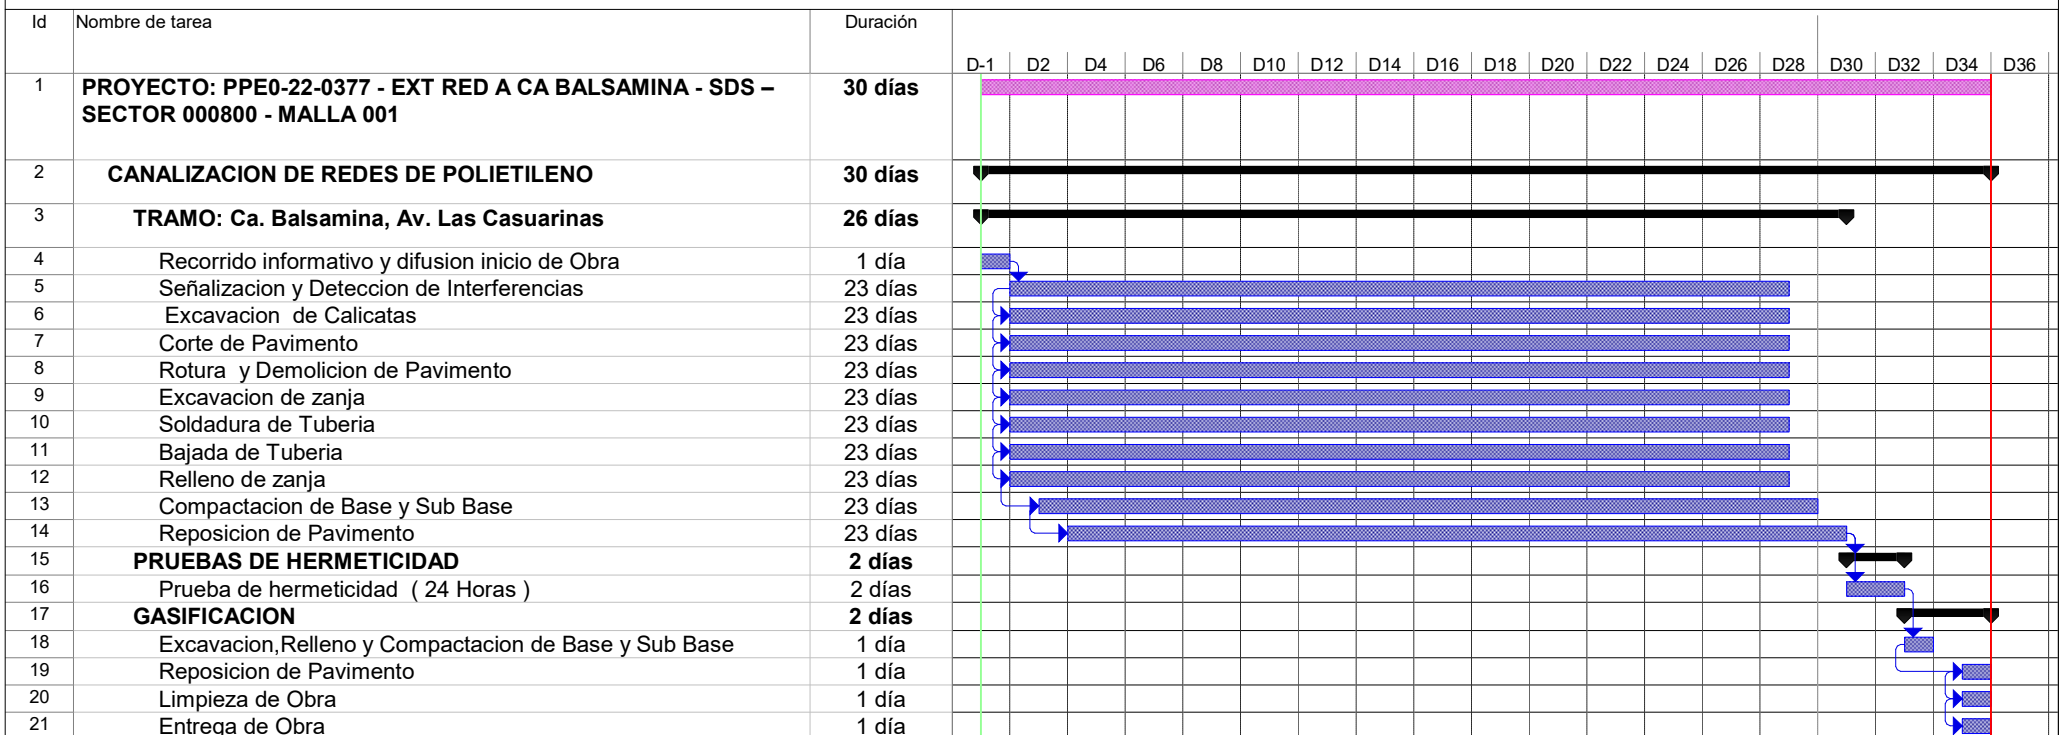 Id Nombre de tarea Duración
D-1 D2 D4 D6 D8 D10 D12 D14 D16 D18 D20 D22 D24 D26 D28 D30 D32 D34 D36
1 PROYECTO: PPE0-22-0377 - EXT RED A CA BALSAMINA - SDS – 30 días
SECTOR 000800 - MALLA 001
2 CANALIZACION DE REDES DE POLIETILENO 30 días
3 TRAMO: Ca. Balsamina, Av. Las Casuarinas 26 días
4 Recorrido informativo y difusion inicio de Obra 1 día
5 Señalizacion y Deteccion de Interferencias 23 días
6 Excavacion de Calicatas 23 días
7 Corte de Pavimento 23 días
8 Rotura y Demolicion de Pavimento 23 días
9 Excavacion de zanja 23 días
10 Soldadura de Tuberia 23 días
11 Bajada de Tuberia 23 días
12 Relleno de zanja 23 días
13 Compactacion de Base y Sub Base 23 días
14 Reposicion de Pavimento 23 días
15 PRUEBAS DE HERMETICIDAD 2 días
16 Prueba de hermeticidad ( 24 Horas ) 2 días
17 GASIFICACION 2 días
18 Excavacion,Relleno y Compactacion de Base y Sub Base 1 día
19 Reposicion de Pavimento 1 día
20 Limpieza de Obra 1 día
21 Entrega de Obra 1 día